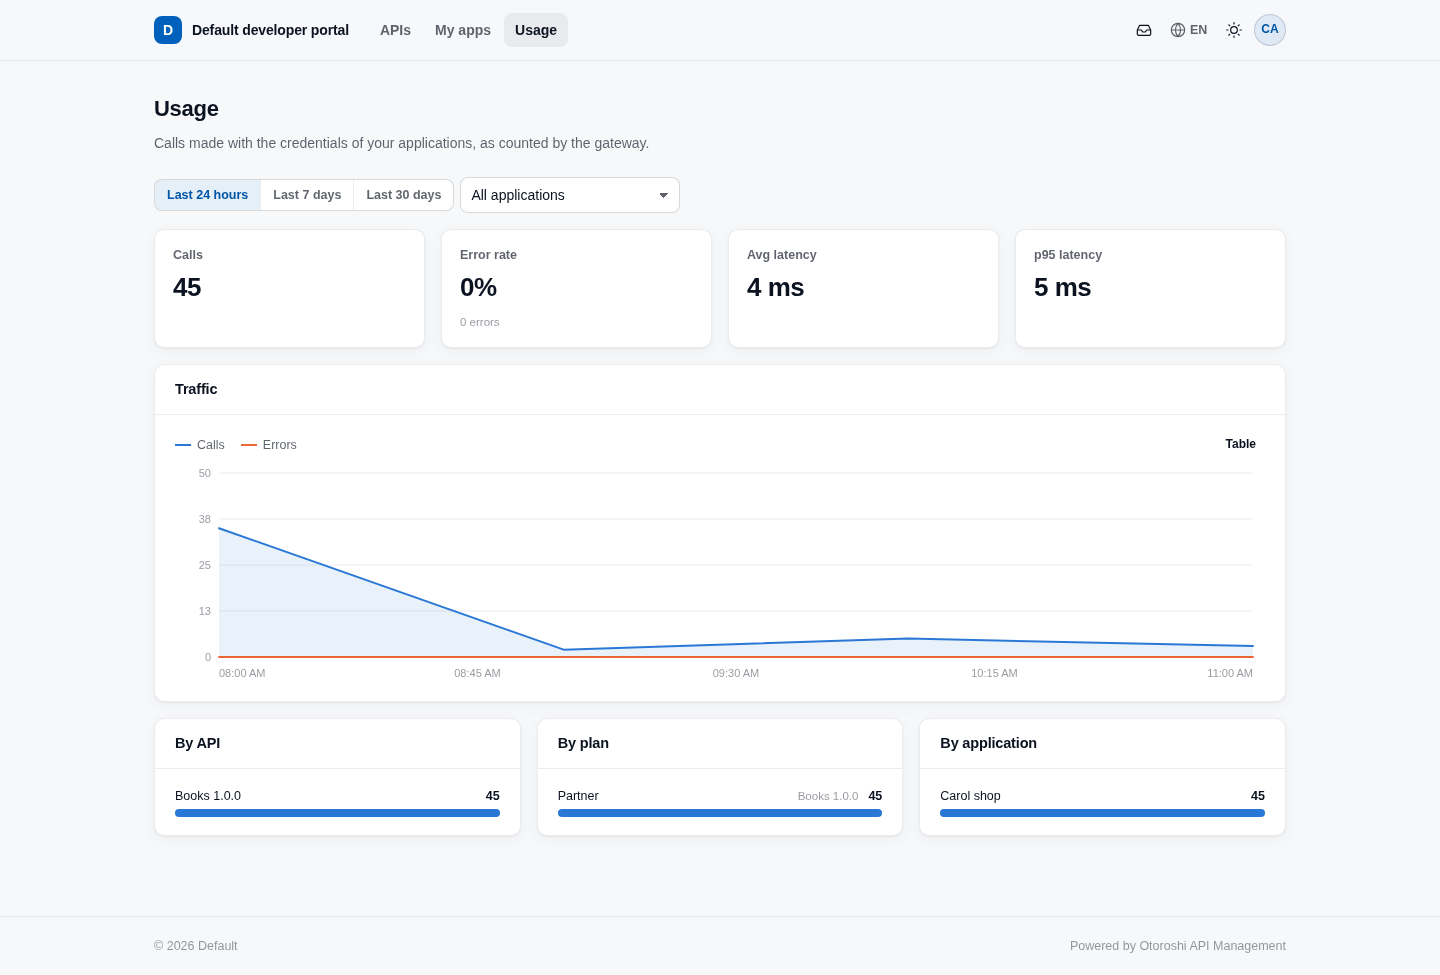 D Default developer portal APIs My apps Usage EN CA
Usage
Calls made with the credentials of your applications, as counted by the gateway.
Last 24 hours Last 7 days Last 30 days All applications
Calls Error rate Avg latency p95 latency
45 0% 4 ms 5 ms
0 errors
Traffic
Calls Errors Table
50
38
25
13
0
08:00 AM 08:45 AM 09:30 AM 10:15 AM 11:00 AM
By API By plan By application
Books 1.0.0 45 Partner Books 1.0.0 45 Carol shop 45
© 2026 Default Powered by Otoroshi API Management